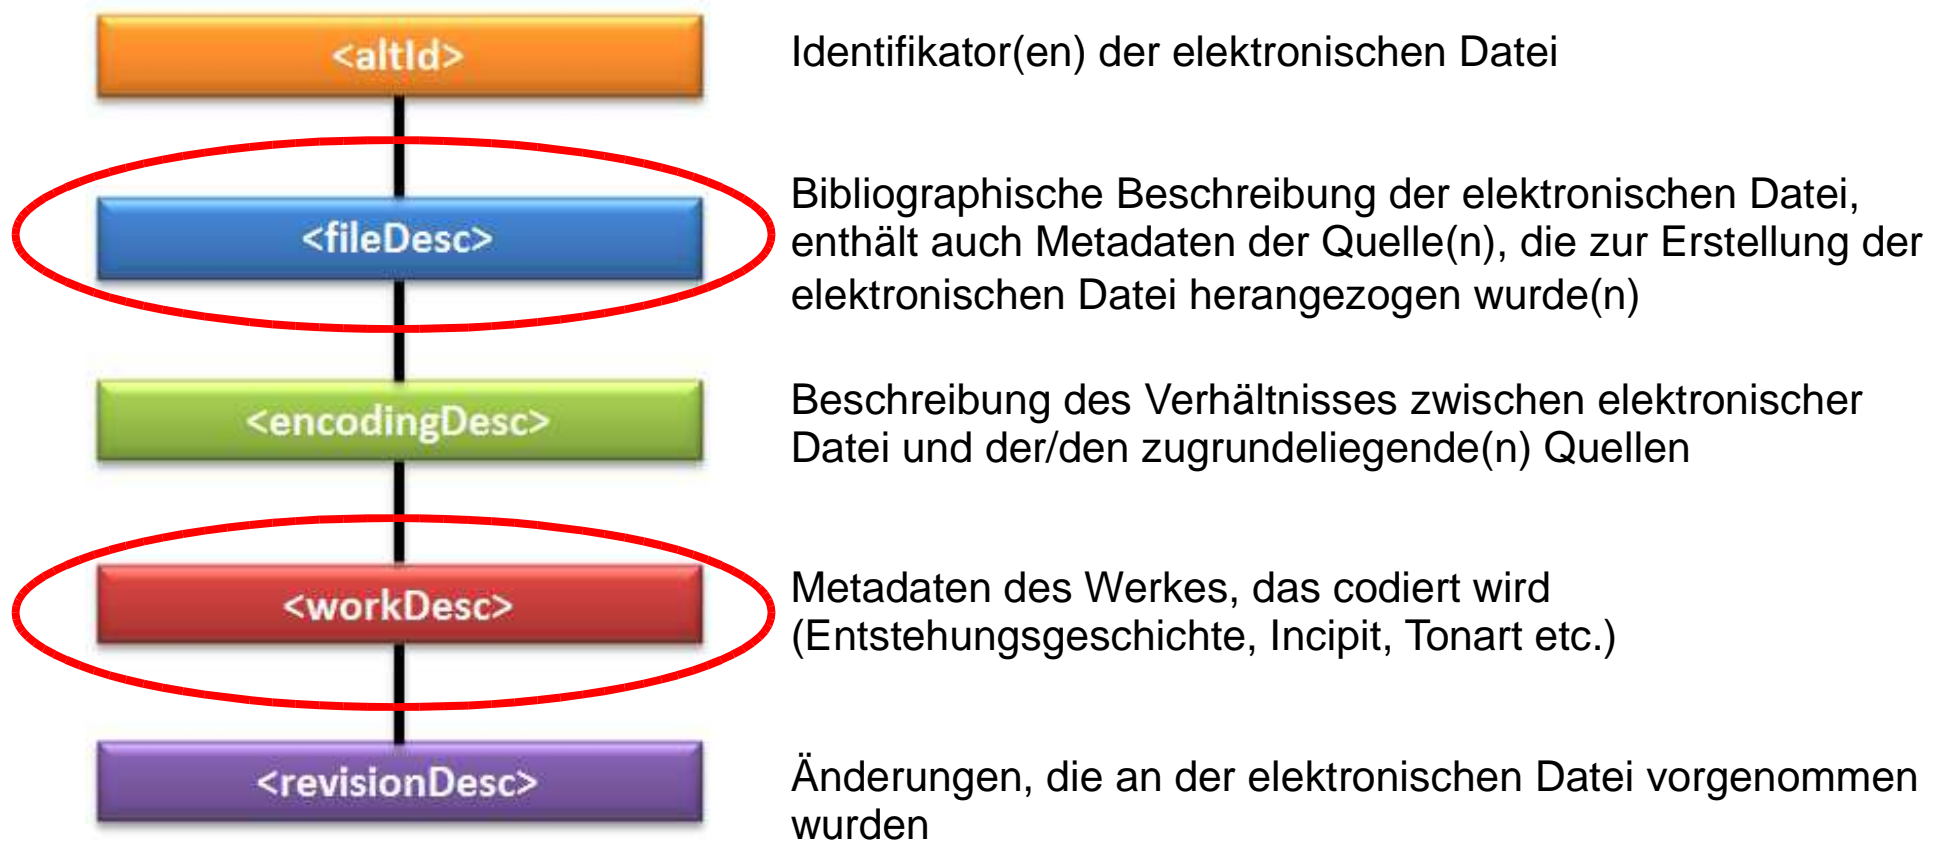 <altId>
Identifikator(en) der elektronischen Datei
<fileDesc>
Bibliographische Beschreibung der elektronischen Datei,
enthält auch Metadaten der Quelle(n), die zur Erstellung der
elektronischen Datei herangezogen wurde(n)
<encodingDesc>
Beschreibung des Verhältnisses zwischen elektronischer
Datei und der/den zugrundeliegende(n) Quellen
<workDesc>
Metadaten des Werkes, das codiert wird
(Entstehungsgeschichte, Incipit, Tonart etc.)
<revisionDesc>
Änderungen, die an der elektronischen Datei vorgenommen
wurden